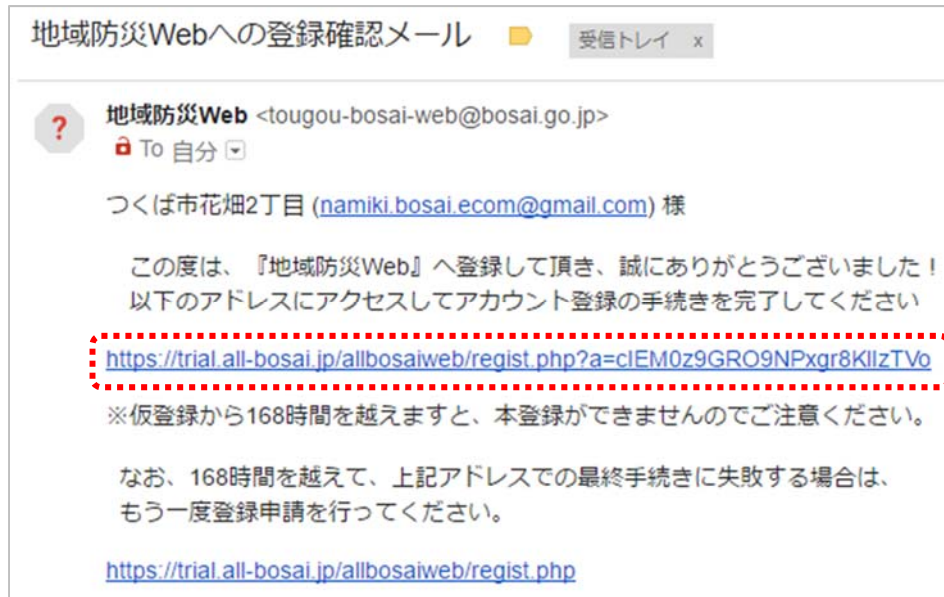 地域防災Webへの登録確認メール 受信トレイ x
?
地域防災Web <tougou-bosai-web@bosai.go.jp>
To 自分
つくば市花畑2丁目 (namiki.bosai.ecom@gmail.com) 様
この度は、『地域防災Web』へ登録して頂き、誠にありがとうございました！
以下のアドレスにアクセスしてアカウント登録の手続きを完了してください
https://trial.all-bosai.jp/allbosaiweb/regist.php?a=cIEM0z9GRO9NPxgr8KlIzTVo
※仮登録から168時間を越えますと、本登録ができませんのでご注意ください。
なお、168時間を越えて、上記アドレスでの最終手続きに失敗する場合は、
もう一度登録申請を行ってください。
https://trial.all-bosai.jp/allbosaiweb/regist.php